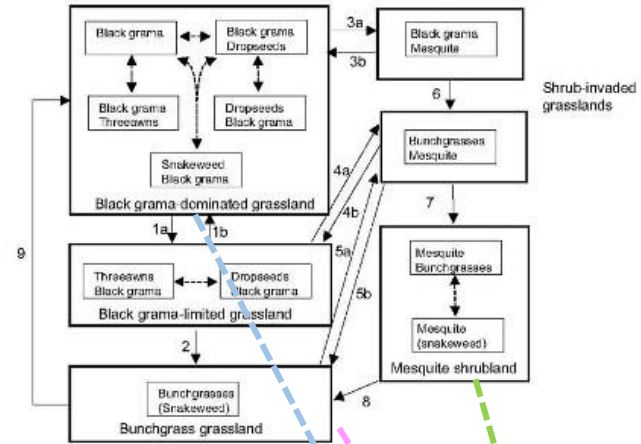 Black grama
Black grama
Dropseeds
Black grama
Threeawns
Dropseeds
Black grama
Snakeweed
Black grama
Black grama-dominated grassland
3a
3b
Black grama
Mesquite
Shrub-invaded
grasslands
6
Bunchgrasses
Mesquite
4a
4b
1a
1b
7
9
5a
5b
Threeawns
Black grama
Dropseeds
Black grama
Black grama-limited grassland
Mesquite
Bunchgrasses
Mesquite
(snakeweed)
Mesquite shrubland
2
8
Bunchgrasses
(Snakeweed)
Bunchgrass grassland